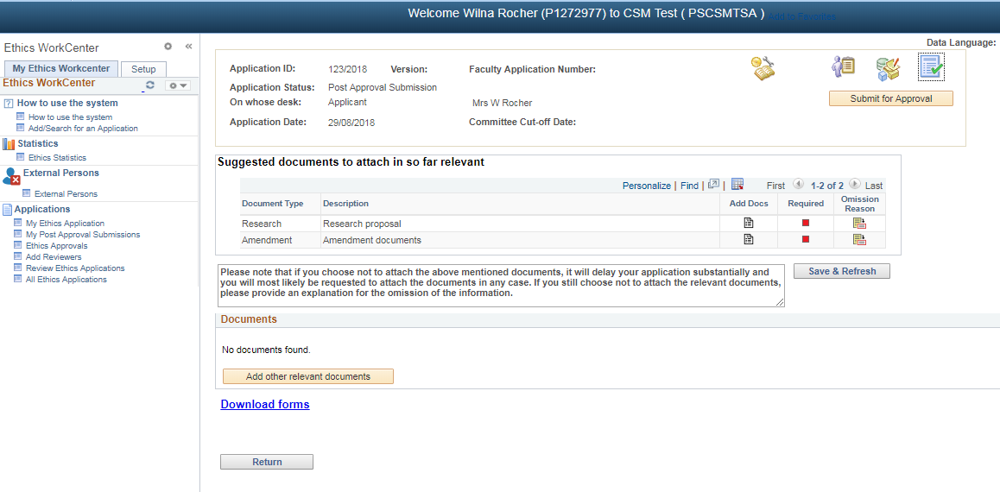 Welcome Wilna Rocher (P1272977) to CSM Test ( PSCSMTSA ) Add to Favorites
Data Language:
Ethics WorkCenter
My Ethics Workcenter Setup
Ethics WorkCenter
How to use the system
How to use the system
Add/Search for an Application
Statistics
Ethics Statistics
External Persons
External Persons
Applications
My Ethics Application
My Post Approval Submissions
Ethics Approvals
Add Reviewers
Review Ethics Applications
All Ethics Applications
Application ID: 123/2018 Version: Faculty Application Number:
Application Status: Post Approval Submission
On whose desk: Applicant Mrs W Rocher
Application Date: 29/08/2018 Committee Cut-off Date:
Submit for Approval
Suggested documents to attach in so far relevant
Personalize | Find | | First 1-2 of 2 Last
Document Type Description Add Docs Required Omission Reason
Research Research proposal
Amendment Amendment documents
Please note that if you choose not to attach the above mentioned documents, it will delay your application substantially and
you will most likely be requested to attach the documents in any case. If you still choose not to attach the relevant documents,
please provide an explanation for the omission of the information.
Save & Refresh
Documents
No documents found.
Add other relevant documents
Download forms
Return